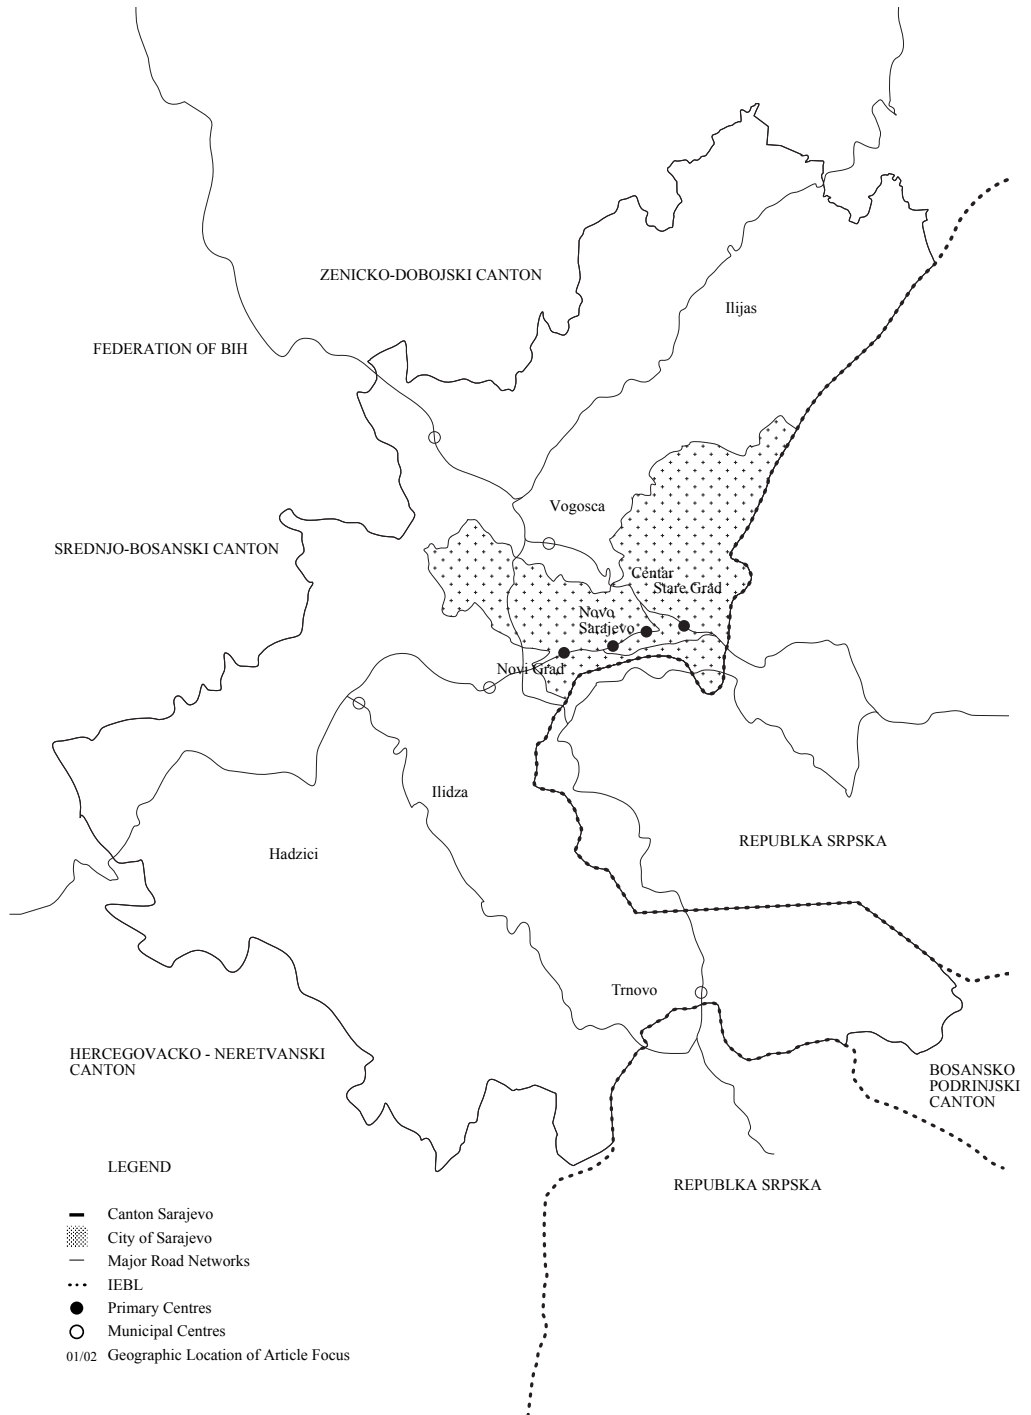 ZENICKO-DOBOJSKI CANTON
Ilijas
FEDERATION OF BIH
Vogosca
SREDNJO-BOSANSKI CANTON
Centar
Stare Grad
Novo
Sarajevo
Novi Grad
Ilidza
REPUBLKA SRPSKA
Hadzici
Trnovo
HERCEGOVACKO - NERETVANSKI
CANTON
BOSANSKO
PODRINJSKI
CANTON
REPUBLKA SRPSKA
LEGEND
Canton Sarajevo
City of Sarajevo
Major Road Networks
IEBL
Primary Centres
Municipal Centres
01/02 Geographic Location of Article Focus